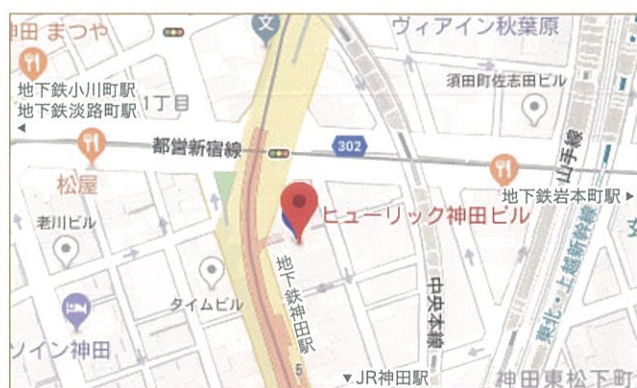 神田 まつや
文
ヴィアイン秋葉原
地下鉄小川町駅
地下鉄淡路町駅
1丁目
須田町佐志田ビル
都営新宿線
302
山手線
松屋
地下鉄岩本町駅
ヒューリック神田ビル
老川ビル
地下鉄神田駅
タイムビル
中央本線
東北・上越新幹線
ソイン神田
5
JR神田駅
神田東松下町